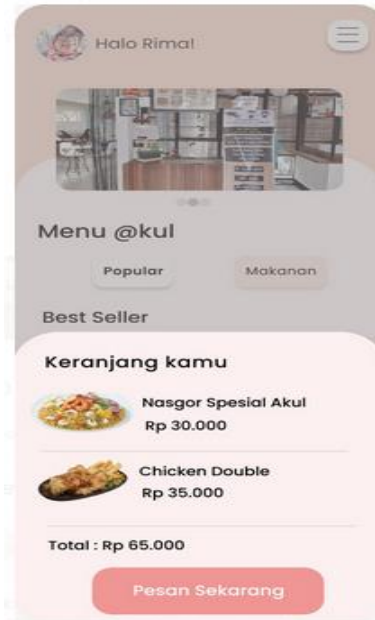 Halo Rima!
Menu @kul
Popular
Makanan
Best Seller
Keranjang kamu
Nasgor Spesial Akul
Rp 30.000
Chicken Double
Rp 35.000
Total : Rp 65.000
Pesan Sekarang